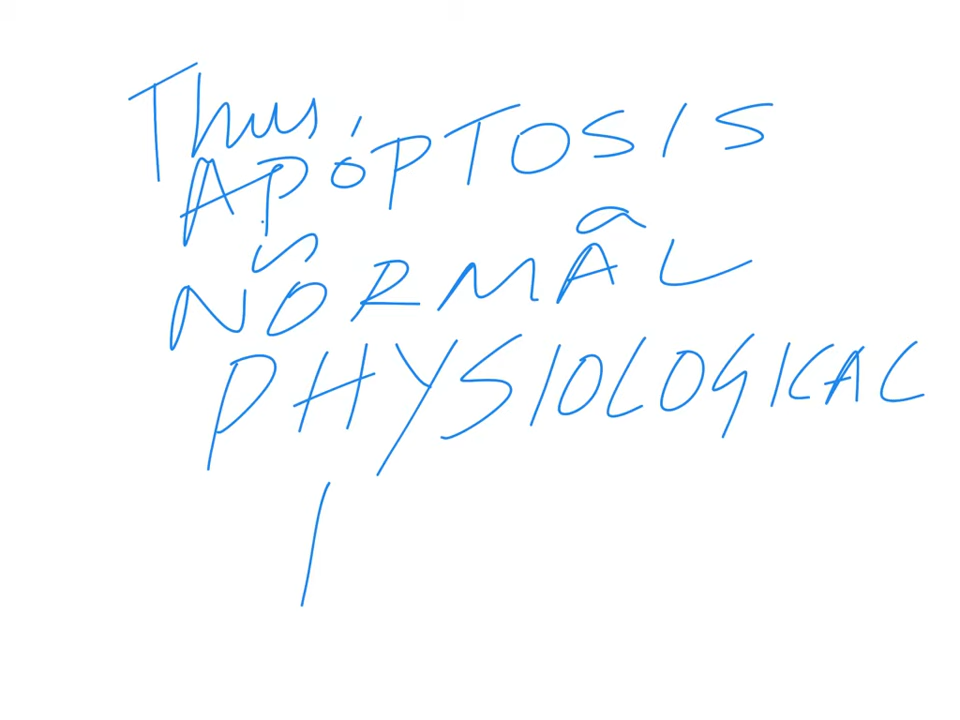 Thus,
APOPTOSIS
is a
NORMAL
PHYSIOLOGICAL